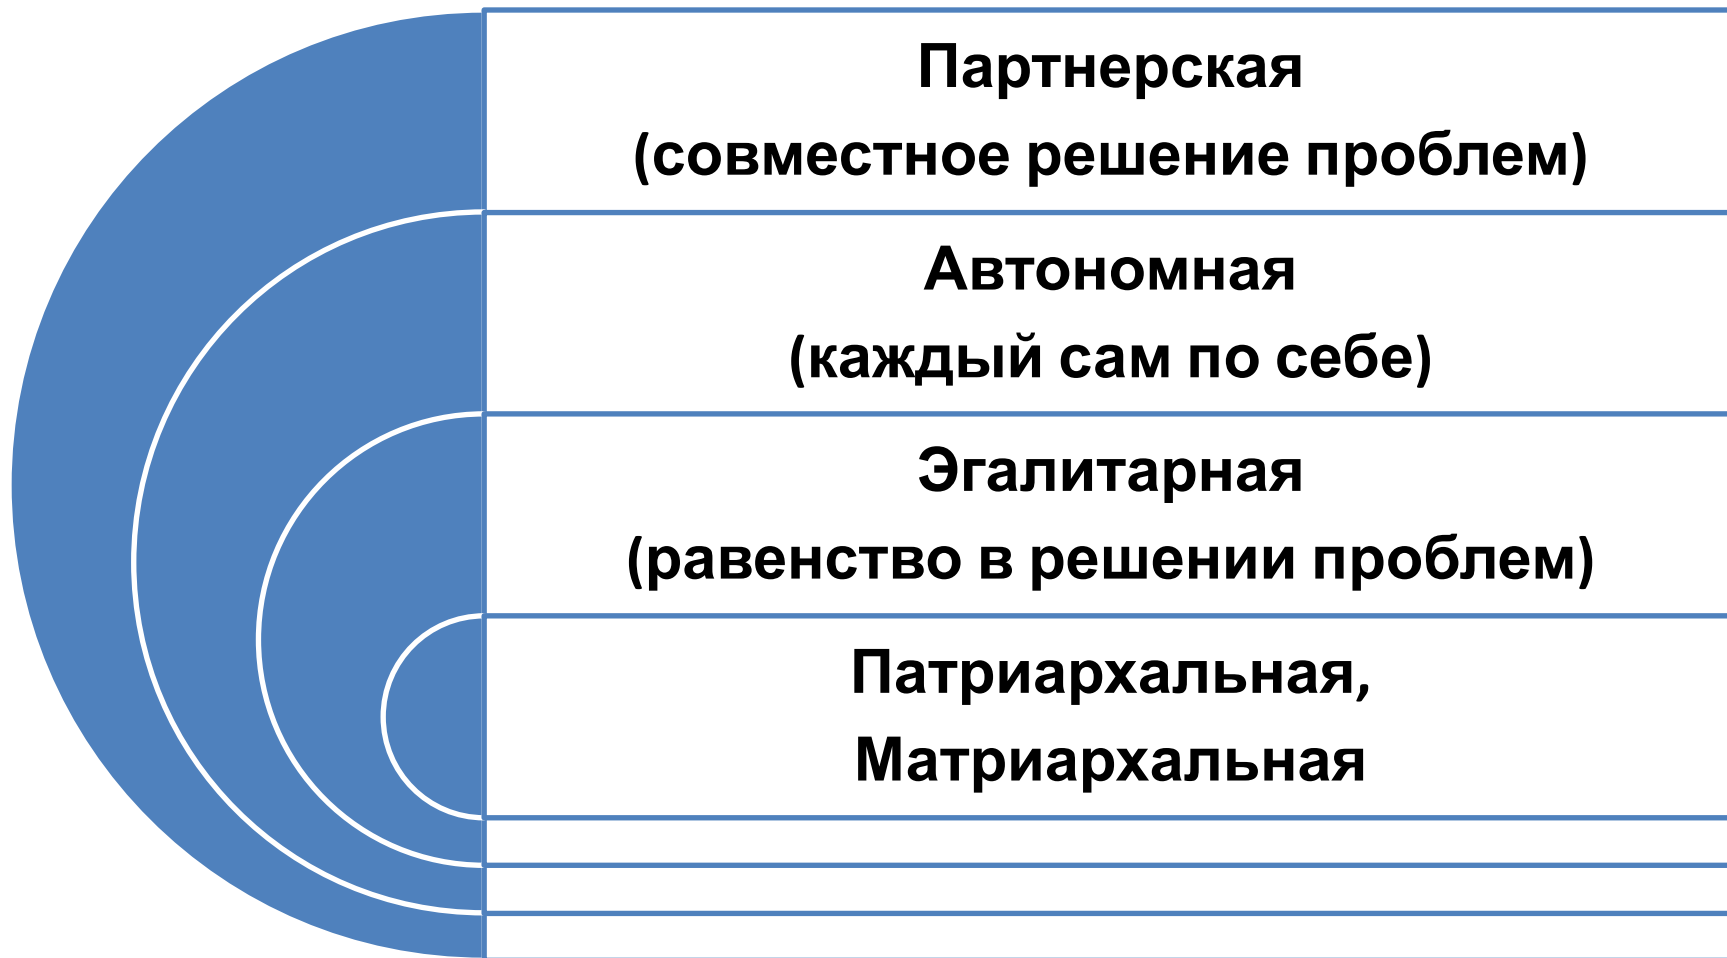 Партнерская
(совместное решение проблем)
Автономная
(каждый сам по себе)
Эгалитарная
(равенство в решении проблем)
Патриархальная,
Матриархальная